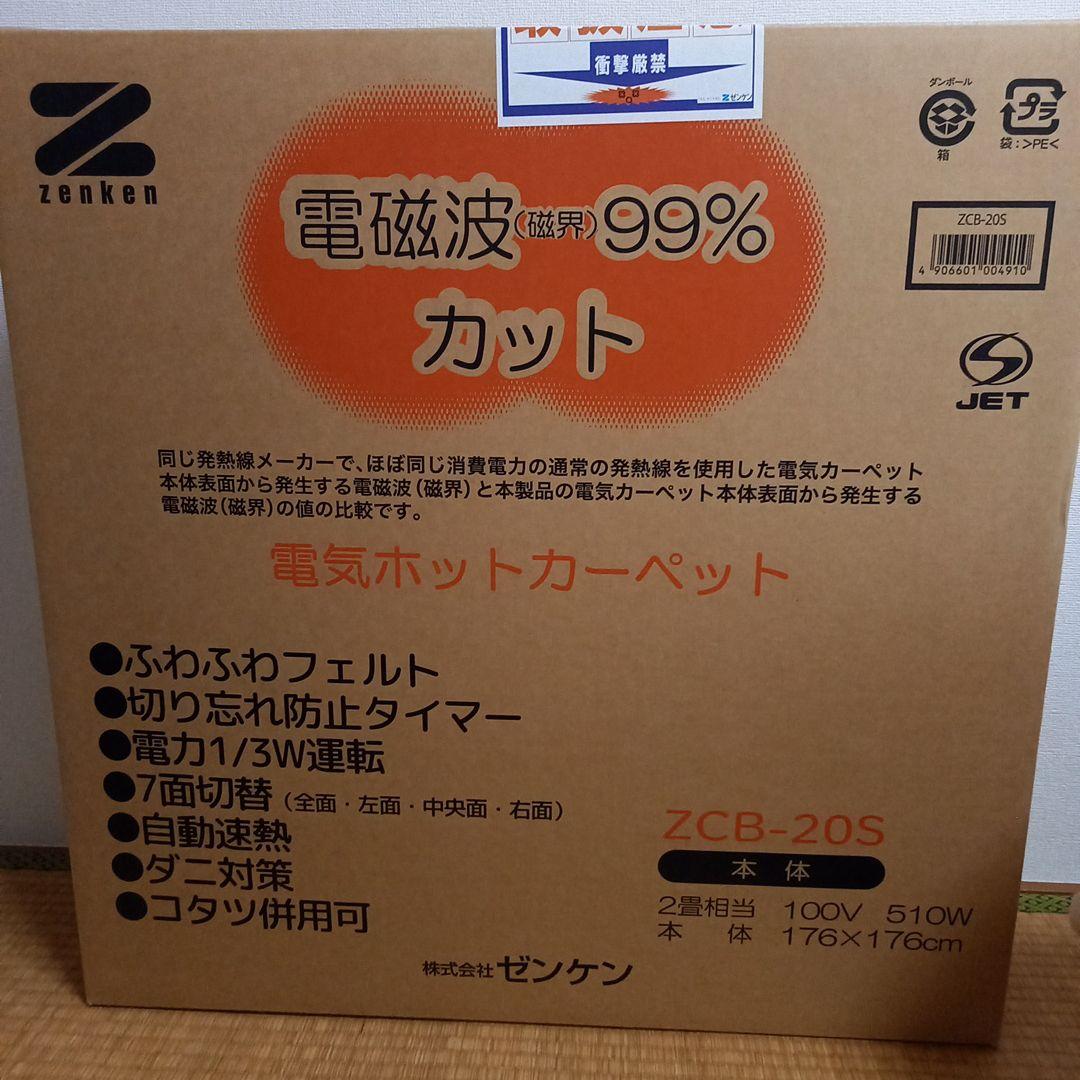 衝撃厳禁
ゼンケン
zenken
ダンボール
箱
プラ
袋:>PE<
電磁波(磁界)99%
カット
ZCB-20S
4 906601 004910
JET
同じ発熱線メーカーで、ほぼ同じ消費電力の通常の発熱線を使用した電気カーペット
本体表面から発生する電磁波(磁界)と本製品の電気カーペット本体表面から発生する
電磁波(磁界)の値の比較です。
電気ホットカーペット
●ふわふわフェルト
●切り忘れ防止タイマー
●電力1/3W運転
●7面切替(全面・左面・中央面・右面)
●自動速熱
●ダニ対策
●コタツ併用可
ZCB-20S
本体
2畳相当 100V 510W
本体 176×176cm
株式会社ゼンケン